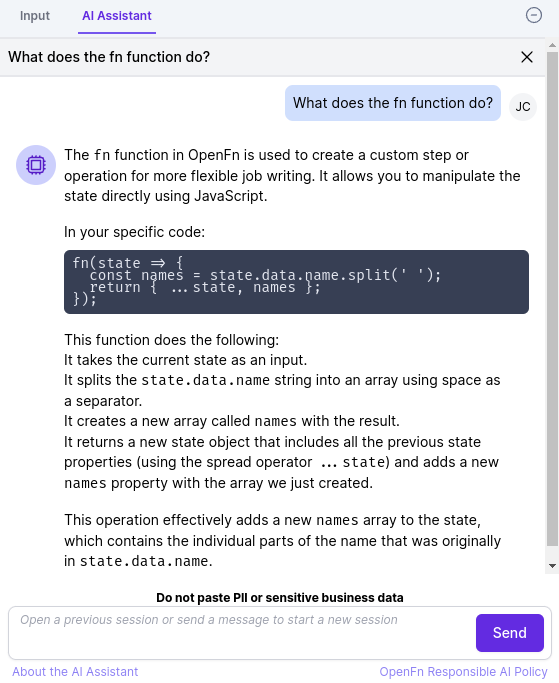 Input AI Assistant
What does the fn function do?
What does the fn function do?
JC
The fn function in OpenFn is used to create a custom step or
operation for more flexible job writing. It allows you to manipulate the
state directly using JavaScript.
In your specific code:
fn(state => {
  const names = state.data.name.split(' ');
  return { ...state, names };
});
This function does the following:
It takes the current state as an input.
It splits the state.data.name string into an array using space as
a separator.
It creates a new array called names with the result.
It returns a new state object that includes all the previous state
properties (using the spread operator ...state) and adds a new
names property with the array we just created.
This operation effectively adds a new names array to the state,
which contains the individual parts of the name that was originally
in state.data.name.
Do not paste PII or sensitive business data
Open a previous session or send a message to start a new session
Send
About the AI Assistant OpenFn Responsible AI Policy